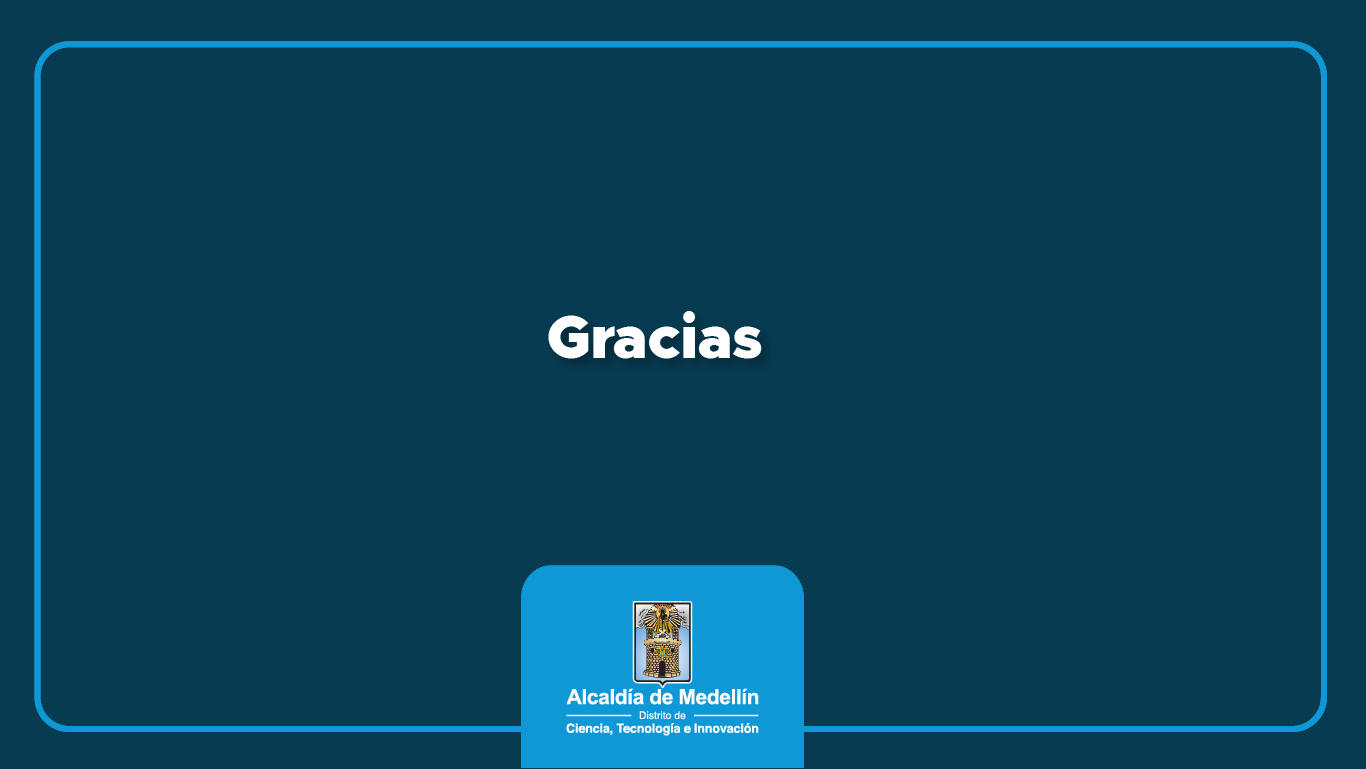 Gracias
Alcaldía de Medellín
Distrito de
Ciencia, Tecnología e Innovación